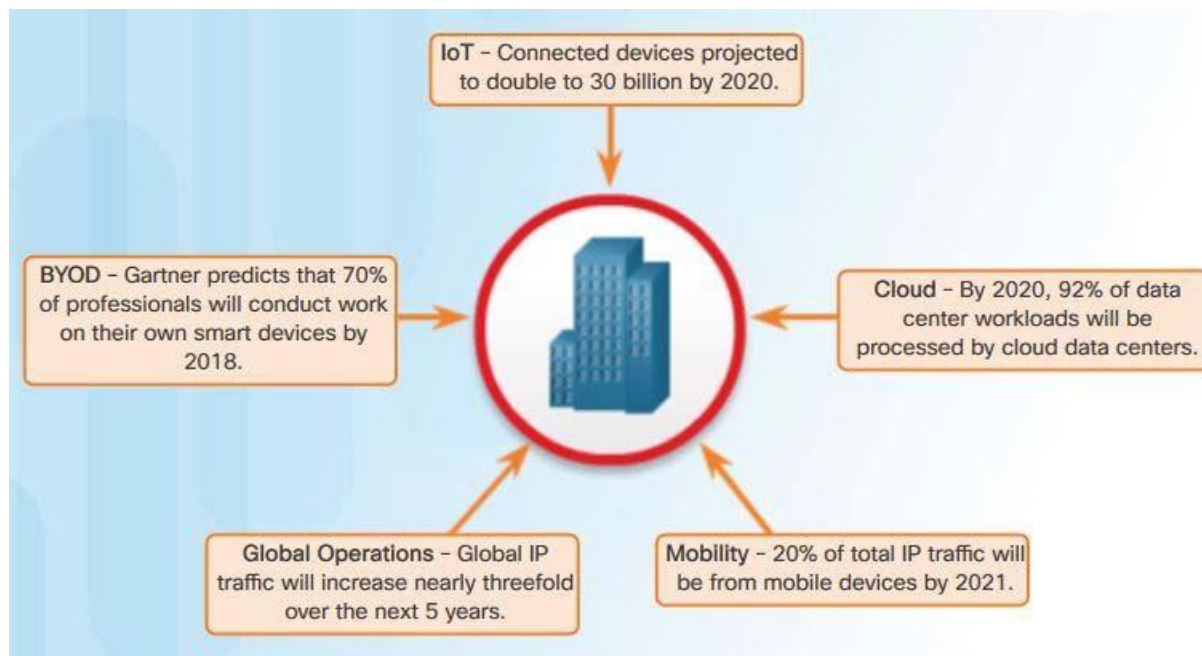 IoT – Connected devices projected
to double to 30 billion by 2020.
BYOD – Gartner predicts that 70%
of professionals will conduct work
on their own smart devices by
2018.
Cloud – By 2020, 92% of data
center workloads will be
processed by cloud data centers.
Global Operations – Global IP
traffic will increase nearly threefold
over the next 5 years.
Mobility – 20% of total IP traffic will
be from mobile devices by 2021.